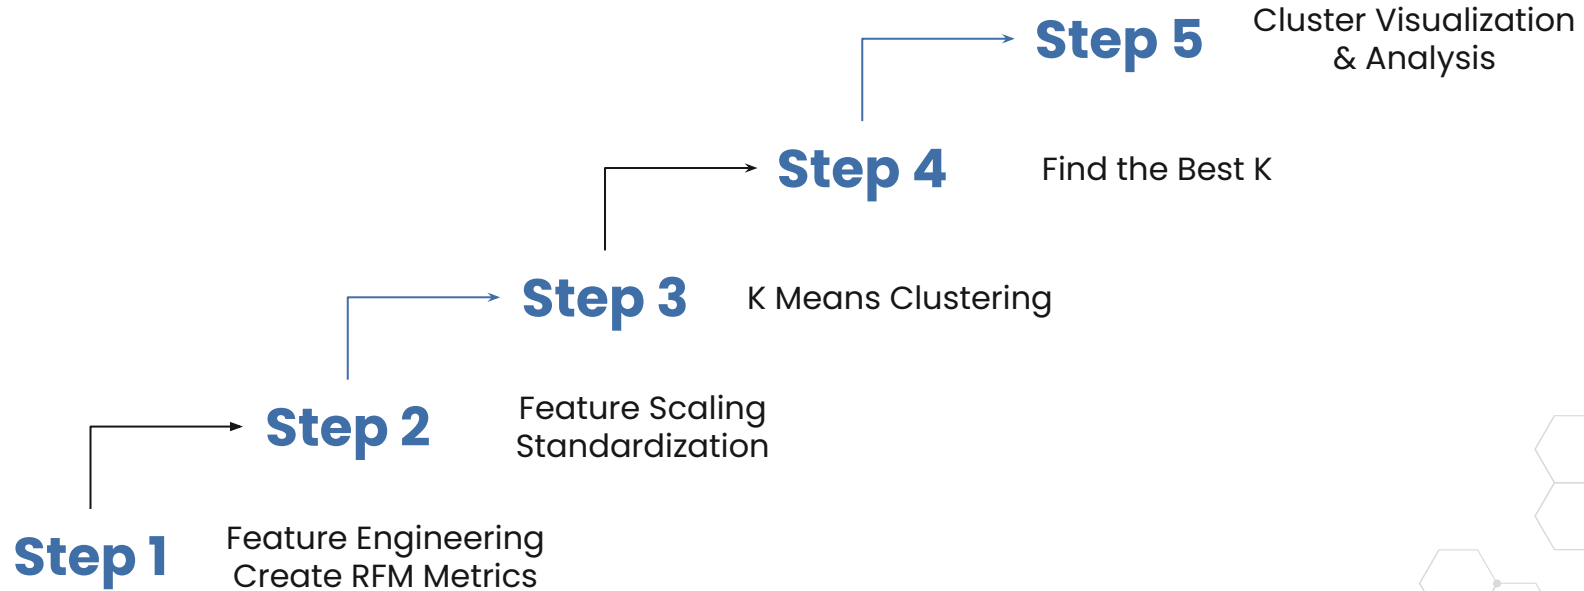 Step 1
Feature Engineering
Create RFM Metrics
Step 2
Feature Scaling
Standardization
Step 3
K Means Clustering
Step 4
Find the Best K
Step 5
Cluster Visualization
& Analysis